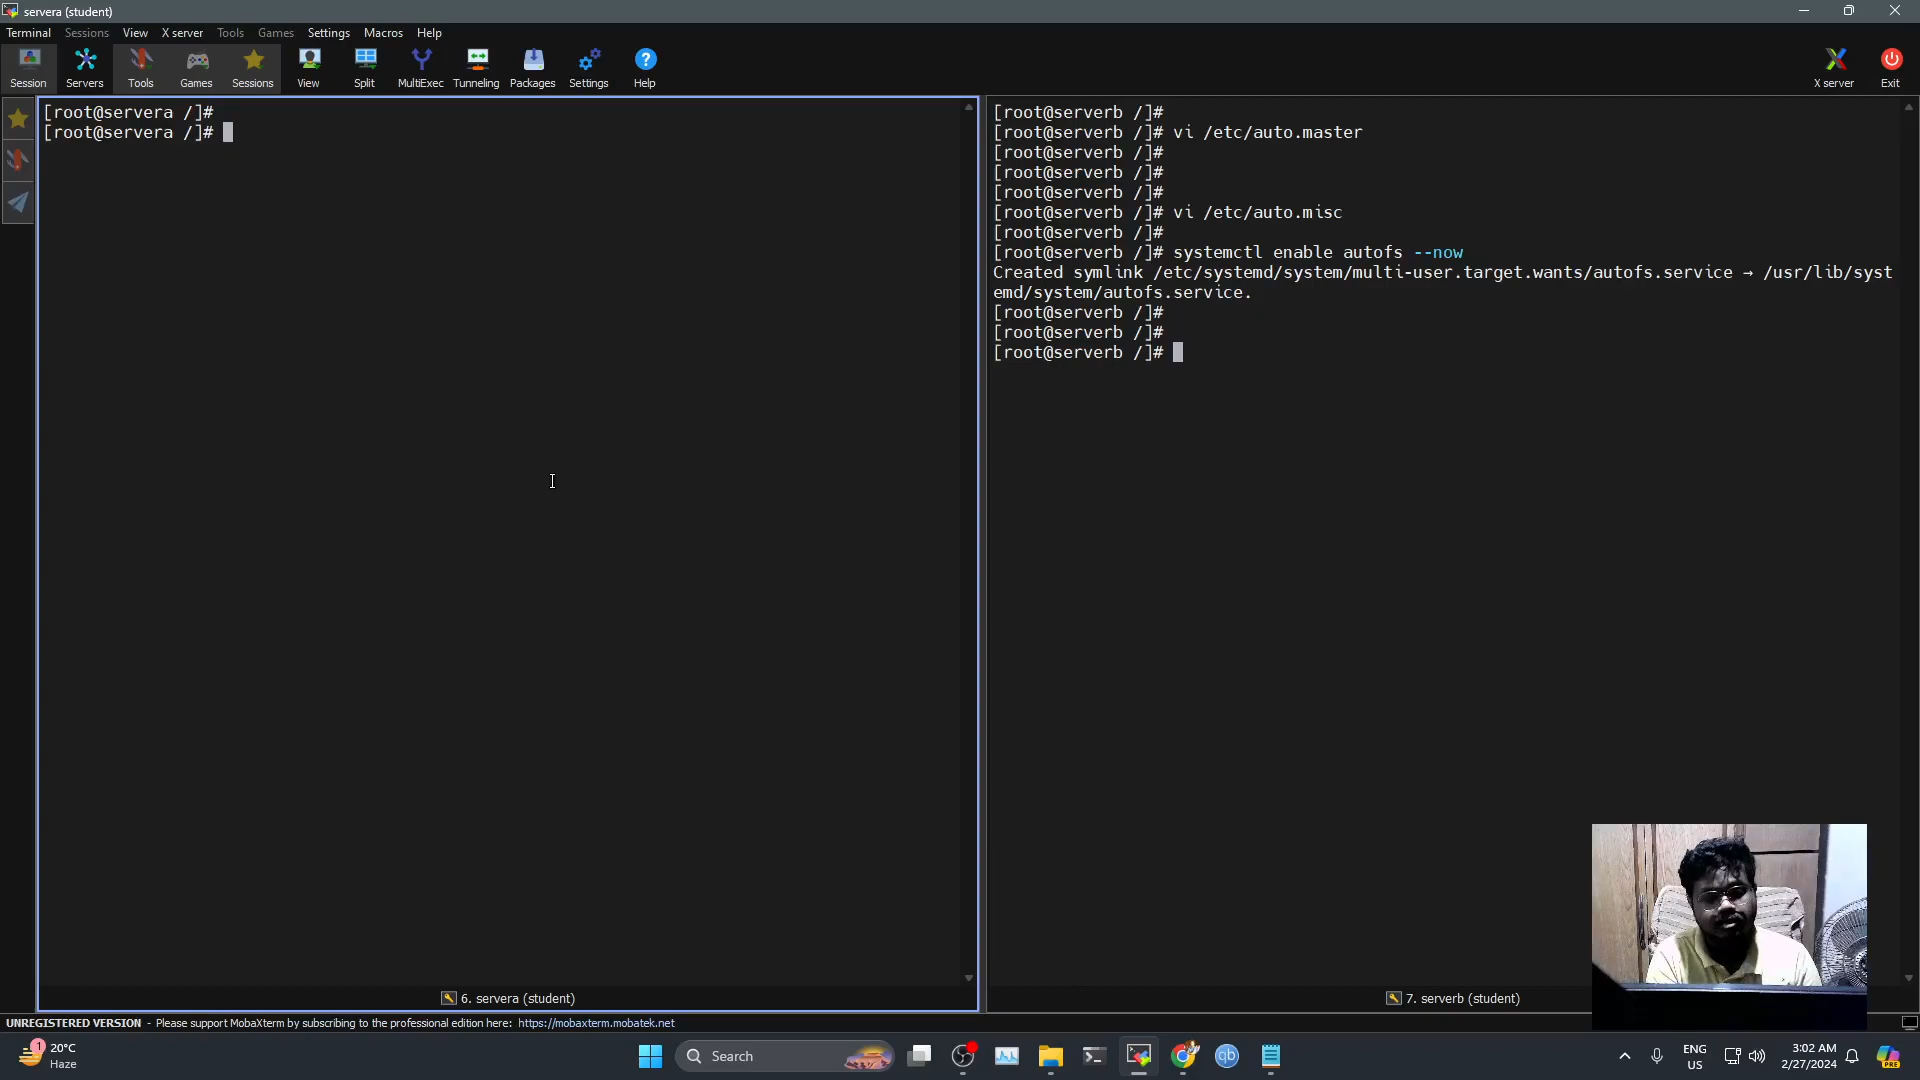 servera (student)
Terminal Sessions View X server Tools Games Settings Macros Help
Session Servers Tools Games Sessions View Split MultiExec Tunneling Packages Settings Help X server Exit
[root@servera /]#
[root@servera /]#
[root@serverb /]#
[root@serverb /]# vi /etc/auto.master
[root@serverb /]#
[root@serverb /]#
[root@serverb /]#
[root@serverb /]# vi /etc/auto.misc
[root@serverb /]#
[root@serverb /]# systemctl enable autofs --now
Created symlink /etc/systemd/system/multi-user.target.wants/autofs.service → /usr/lib/syst
emd/system/autofs.service.
[root@serverb /]#
[root@serverb /]#
[root@serverb /]#
6. servera (student)
7. serverb (student)
UNREGISTERED VERSION - Please support MobaXterm by subscribing to the professional edition here: https://mobaxterm.mobatek.net
1
20°C
Haze
Search
qb
ENG
US
3:02 AM
2/27/2024
PRE